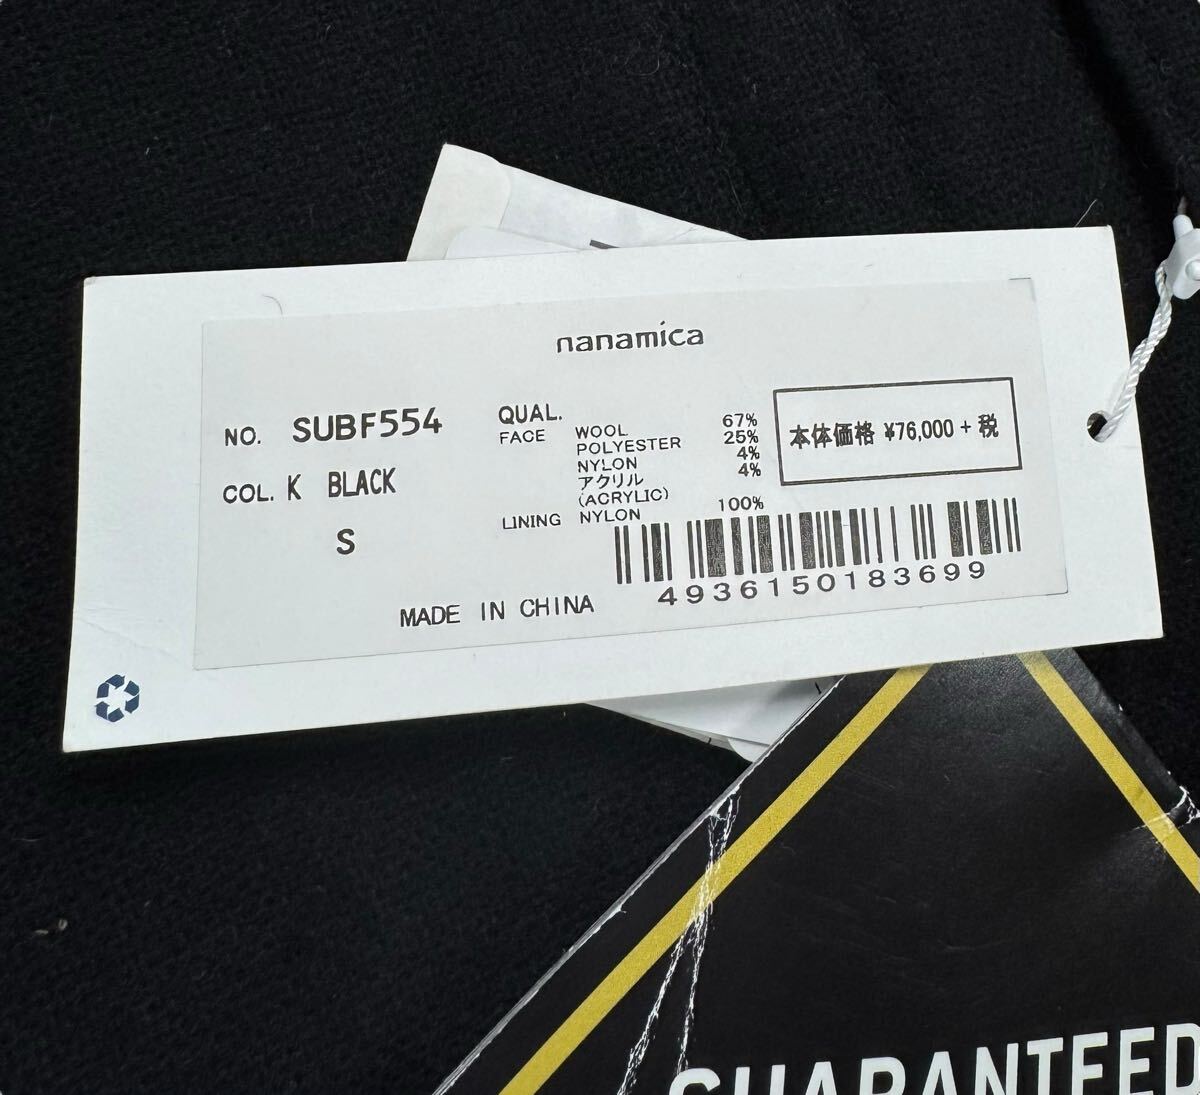 nanamica
NO. SUBF554
COL. K BLACK
S
QUAL.
FACE WOOL 67%
POLYESTER 25%
NYLON 4%
アクリル 4%
(ACRYLIC)
LINING NYLON 100%
本体価格 ¥76,000 + 税
4936150183699
MADE IN CHINA
GUARANTEED